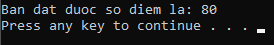 Ban dat duoc so diem la: 80
Press any key to continue . . .